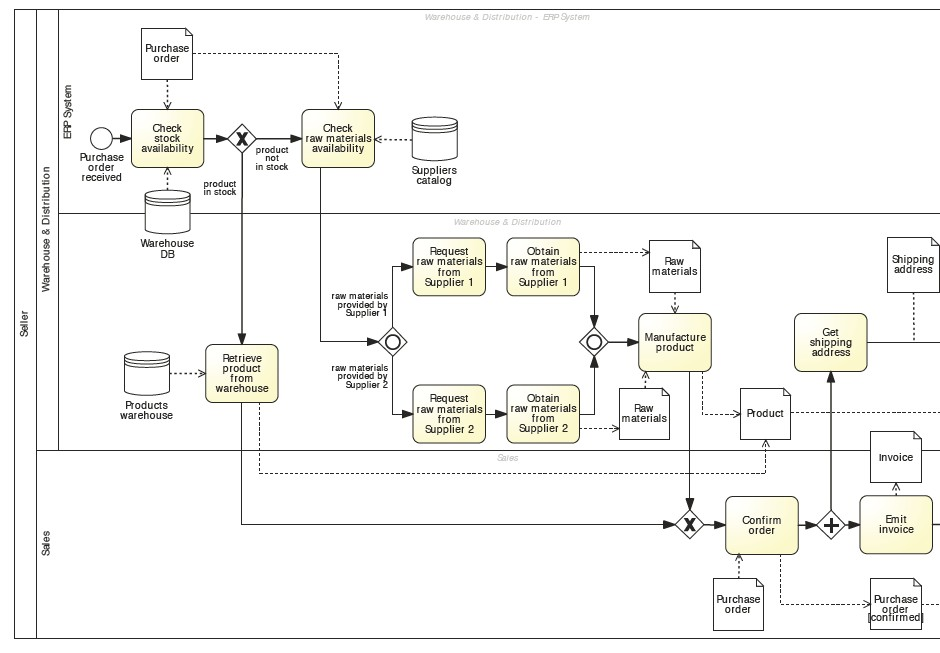 Warehouse & Distribution - ERP System
Purchase
order
ERP System
Check
stock
availability
Check
raw materials
availability
Purchase
order
received
product
not
in stock
product
in stock
Suppliers
catalog
Warehouse
DB
Seller
Warehouse & Distribution
Warehouse & Distribution
Request
raw materials
from
Supplier 1
Obtain
raw materials
from
Supplier 1
Raw
materials
Shipping
address
raw materials
provided by
Supplier 1
Manufacture
product
Get
shipping
address
Retrieve
product
from
warehouse
Products
warehouse
raw materials
provided by
Supplier 2
Request
raw materials
from
Supplier 2
Obtain
raw materials
from
Supplier 2
Raw
materials
Product
Sales
Sales
Invoice
Confirm
order
Emit
invoice
Purchase
order
Purchase
order
[confirmed]